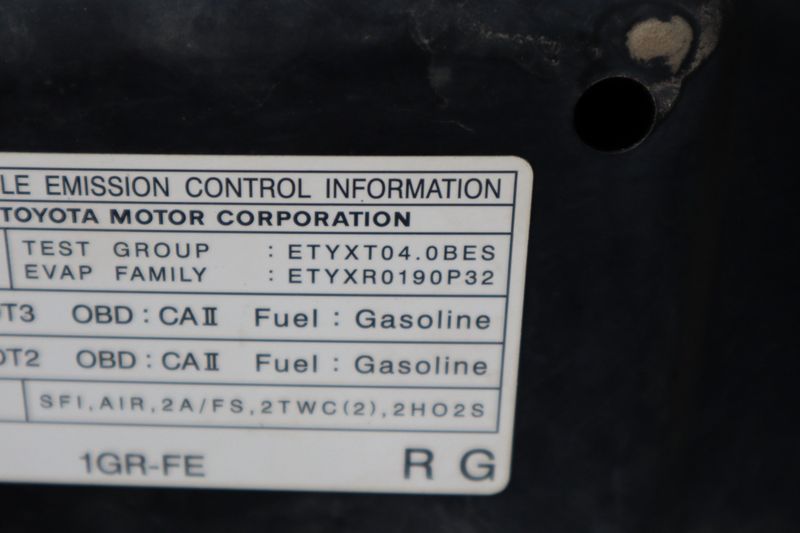 LE EMISSION CONTROL INFORMATION
TOYOTA MOTOR CORPORATION
TEST GROUP : ETYXT04.0BES
EVAP FAMILY : ETYXR0190P32
T3 OBD : CAII Fuel : Gasoline
T2 OBD : CAII Fuel : Gasoline
SFI, AIR, 2A/FS, 2TWC(2), 2HO2S
1GR-FE R G